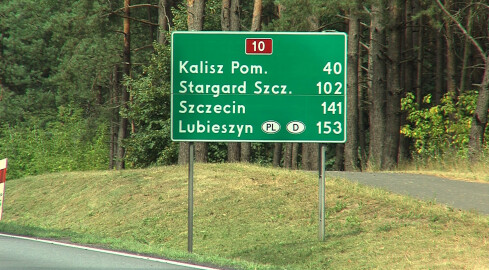 10
Kalisz Pom. 40
Stargard Szcz. 102
Szczecin 141
Lubieszyn PL D 153